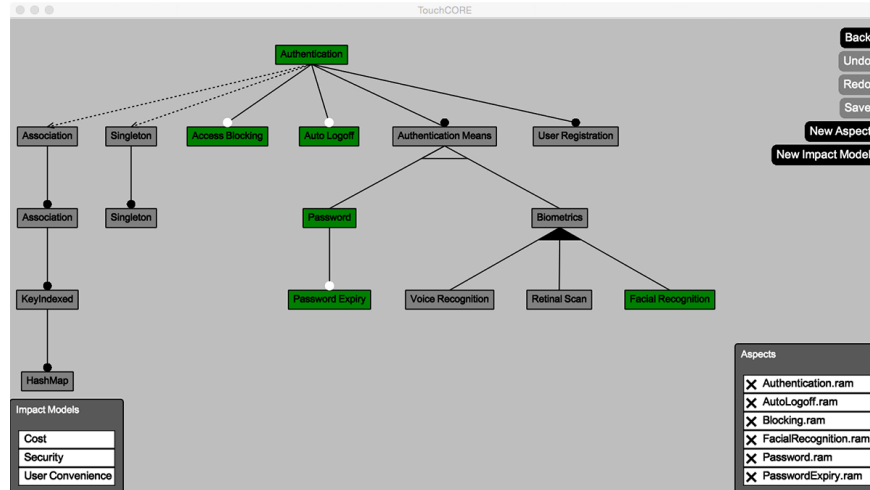 TouchCORE
Authentication
Back
Undo
Redo
Save
New Aspect
New Impact Model
Association
Singleton
Access Blocking
Auto Logoff
Authentication Means
User Registration
Association
Singleton
Password
Biometrics
KeyIndexed
Password Expiry
Voice Recognition
Retinal Scan
Facial Recognition
HashMap
Impact Models
Cost
Security
User Convenience
Aspects
Authentication.ram
AutoLogoff.ram
Blocking.ram
FacialRecognition.ram
Password.ram
PasswordExpiry.ram